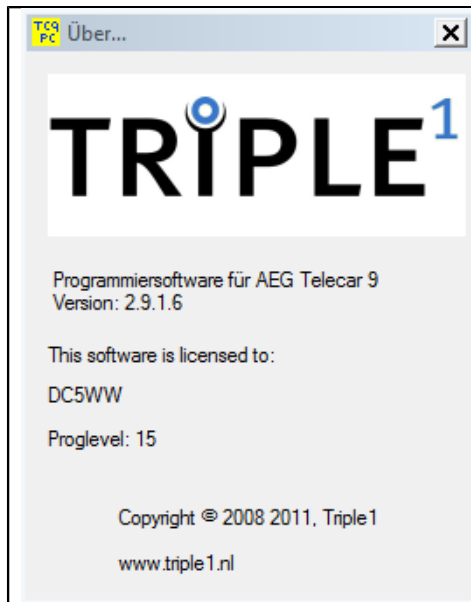 TC9
PC
Über...
TRIPLE1
Programmiersoftware für AEG Telecar 9
Version: 2.9.1.6
This software is licensed to:
DC5WW
Proglevel: 15
Copyright © 2008 2011, Triple1
www.triple1.nl